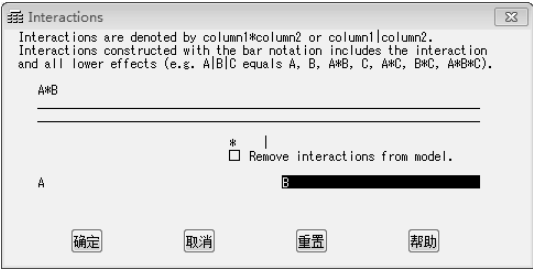 Interactions
Interactions are denoted by column1*column2 or column1|column2.
Interactions constructed with the bar notation includes the interaction
and all lower effects (e.g. A|B|C equals A, B, A*B, C, A*C, B*C, A*B*C).
A*B
* |
Remove interactions from model.
A B
确定 取消 重置 帮助